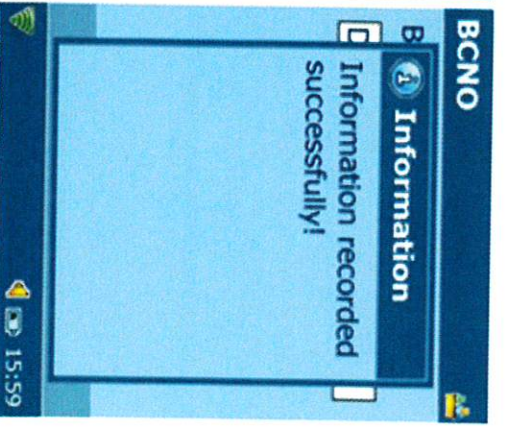 BCNO
B
Information
D
Information recorded
successfully!
15:59